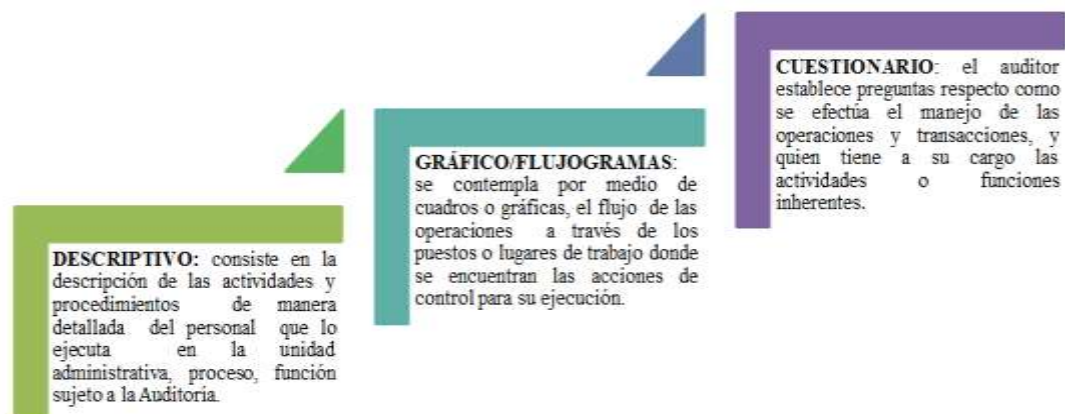 DESCRIPTIVO: consiste en la
descripción de las actividades y
procedimientos de manera
detallada del personal que lo
ejecuta en la unidad
administrativa, proceso, función
sujeto a la Auditoría.
GRÁFICO/FLUJOGRAMAS:
se contempla por medio de
cuadros o gráficas, el flujo de las
operaciones a través de los
puestos o lugares de trabajo donde
se encuentran las acciones de
control para su ejecución.
CUESTIONARIO: el auditor
establece preguntas respecto como
se efectúa el manejo de las
operaciones y transacciones, y
quien tiene a su cargo las
actividades o funciones
inherentes.